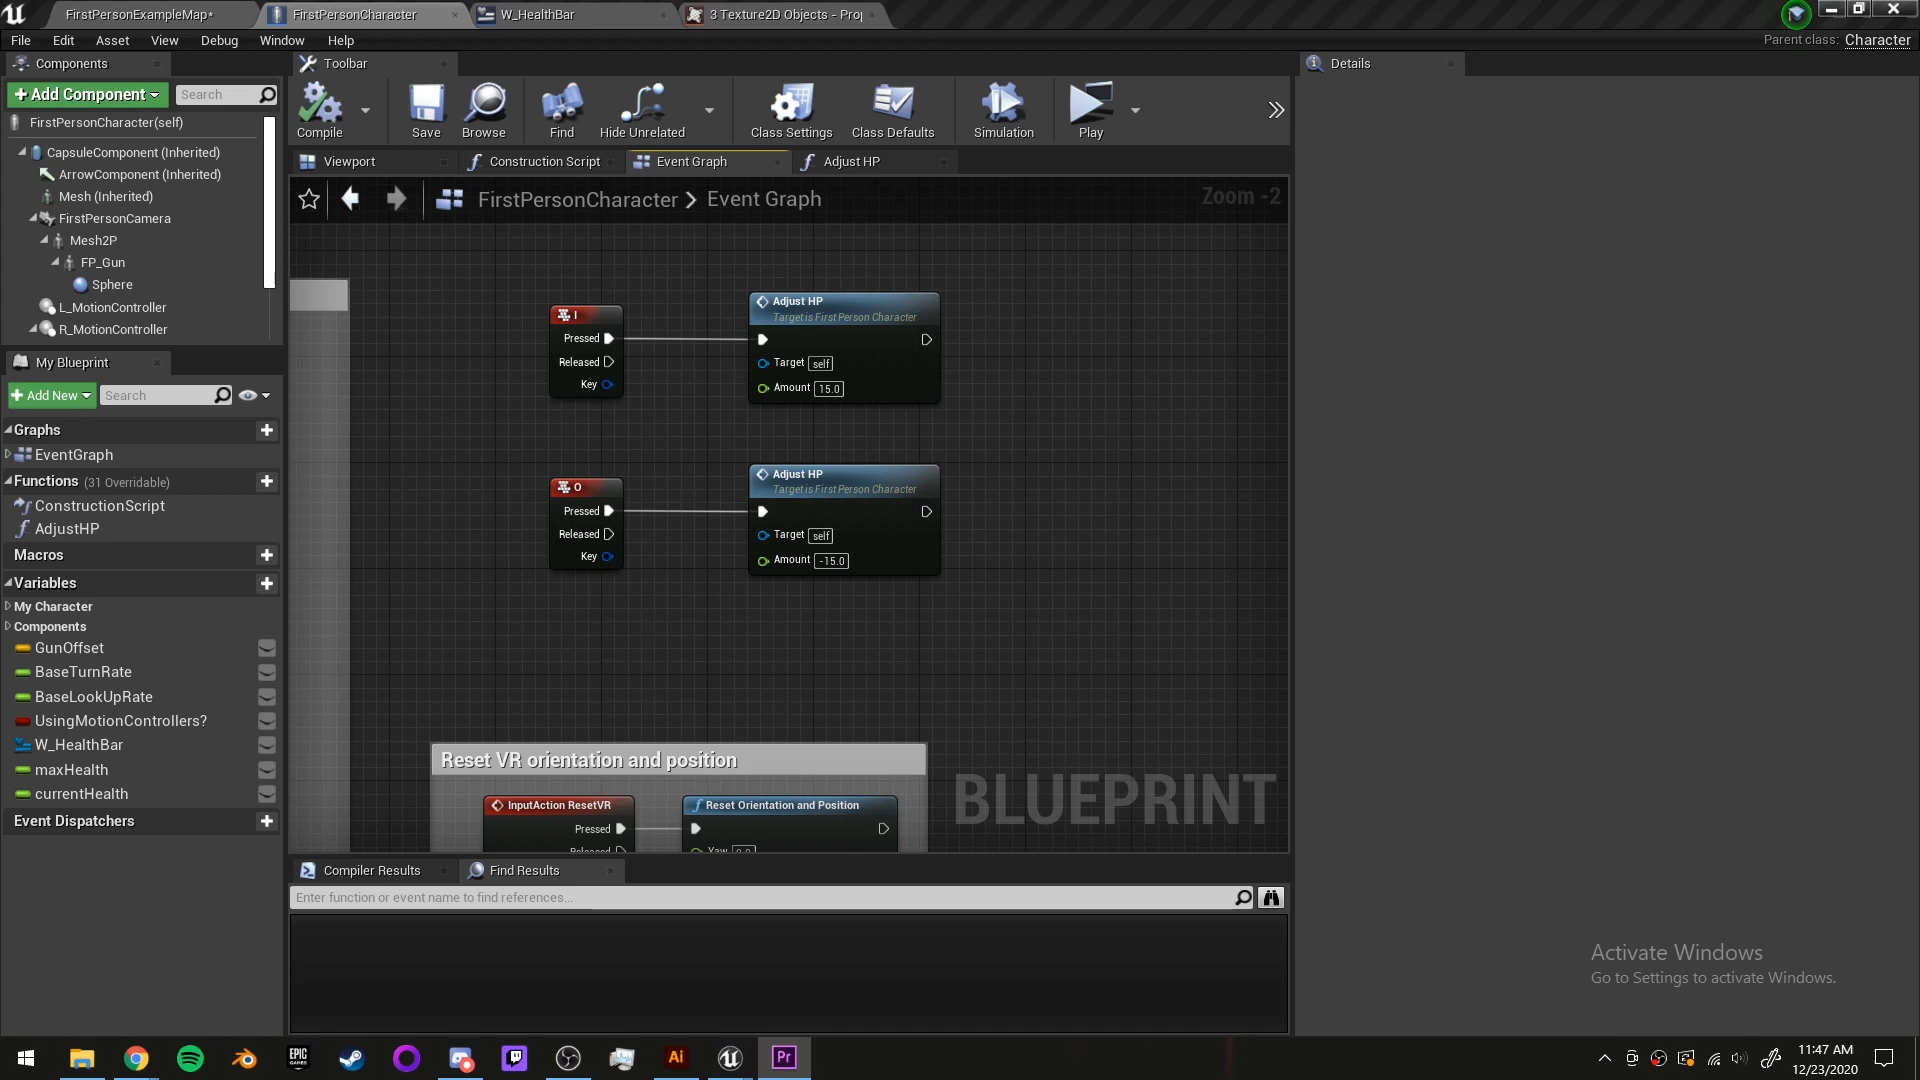 FirstPersonExampleMap*
FirstPersonCharacter
W_HealthBar
3 Texture2D Objects - Proj
File
Edit
Asset
View
Debug
Window
Help
Parent class: Character
Components
Toolbar
Details
+ Add Component
Search
Compile
Save
Browse
Find
Hide Unrelated
Class Settings
Class Defaults
Simulation
Play
FirstPersonCharacter(self)
CapsuleComponent (Inherited)
ArrowComponent (Inherited)
Mesh (Inherited)
FirstPersonCamera
Mesh2P
FP_Gun
Sphere
L_MotionController
R_MotionController
Viewport
Construction Script
Event Graph
Adjust HP
FirstPersonCharacter > Event Graph
Zoom -2
I
Pressed
Released
Key
Adjust HP
Target is First Person Character
Target self
Amount 15.0
O
Pressed
Released
Key
Adjust HP
Target is First Person Character
Target self
Amount -15.0
Reset VR orientation and position
InputAction ResetVR
Pressed
Released
Reset Orientation and Position
Yaw 0.0
BLUEPRINT
My Blueprint
+ Add New
Search
Graphs
EventGraph
Functions (31 Overridable)
ConstructionScript
AdjustHP
Macros
Variables
My Character
Components
GunOffset
BaseTurnRate
BaseLookUpRate
UsingMotionControllers?
W_HealthBar
maxHealth
currentHealth
Event Dispatchers
Compiler Results
Find Results
Enter function or event name to find references...
Activate Windows
Go to Settings to activate Windows.
EPIC
GAMES
Ai
Pr
11:47 AM
12/23/2020